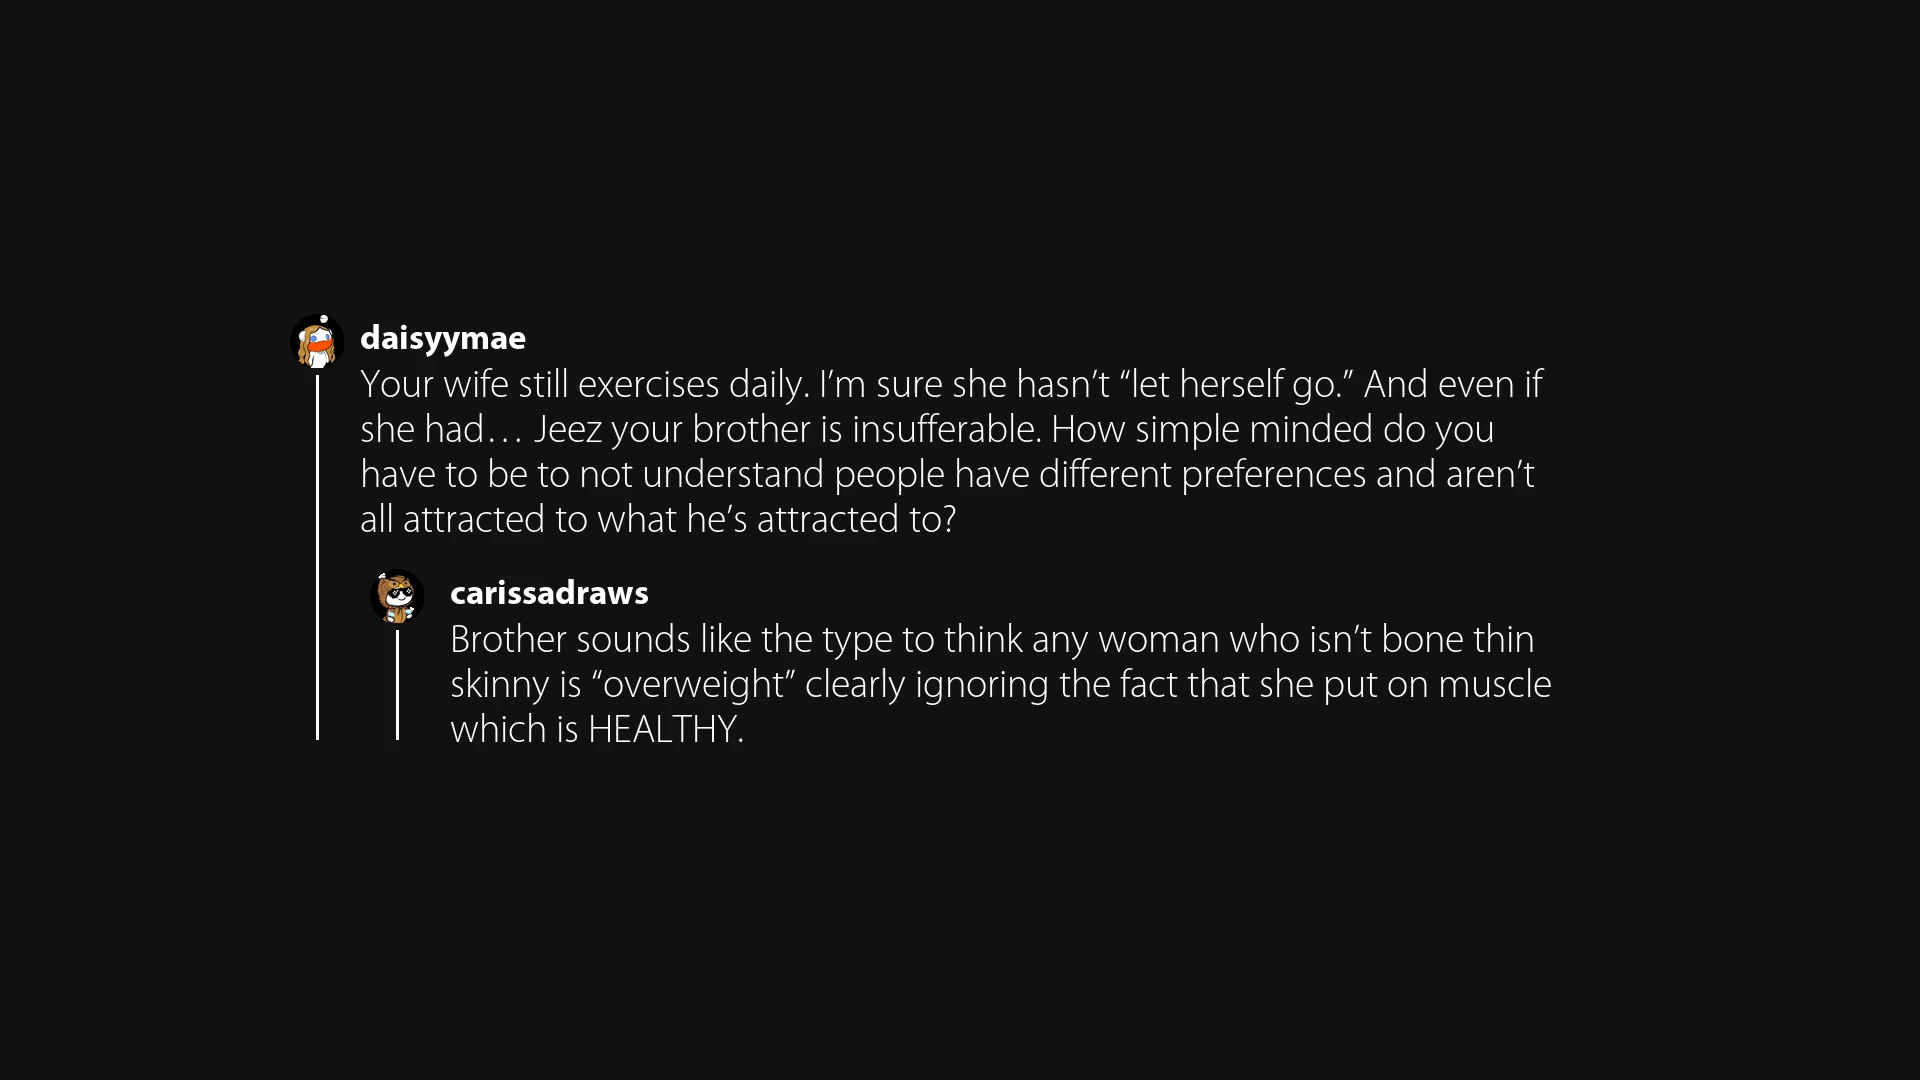 daisyymae
Your wife still exercises daily. I’m sure she hasn’t “let herself go.” And even if
she had… Jeez your brother is insufferable. How simple minded do you
have to be to not understand people have different preferences and aren’t
all attracted to what he’s attracted to?
carissadraws
Brother sounds like the type to think any woman who isn’t bone thin
skinny is “overweight” clearly ignoring the fact that she put on muscle
which is HEALTHY.